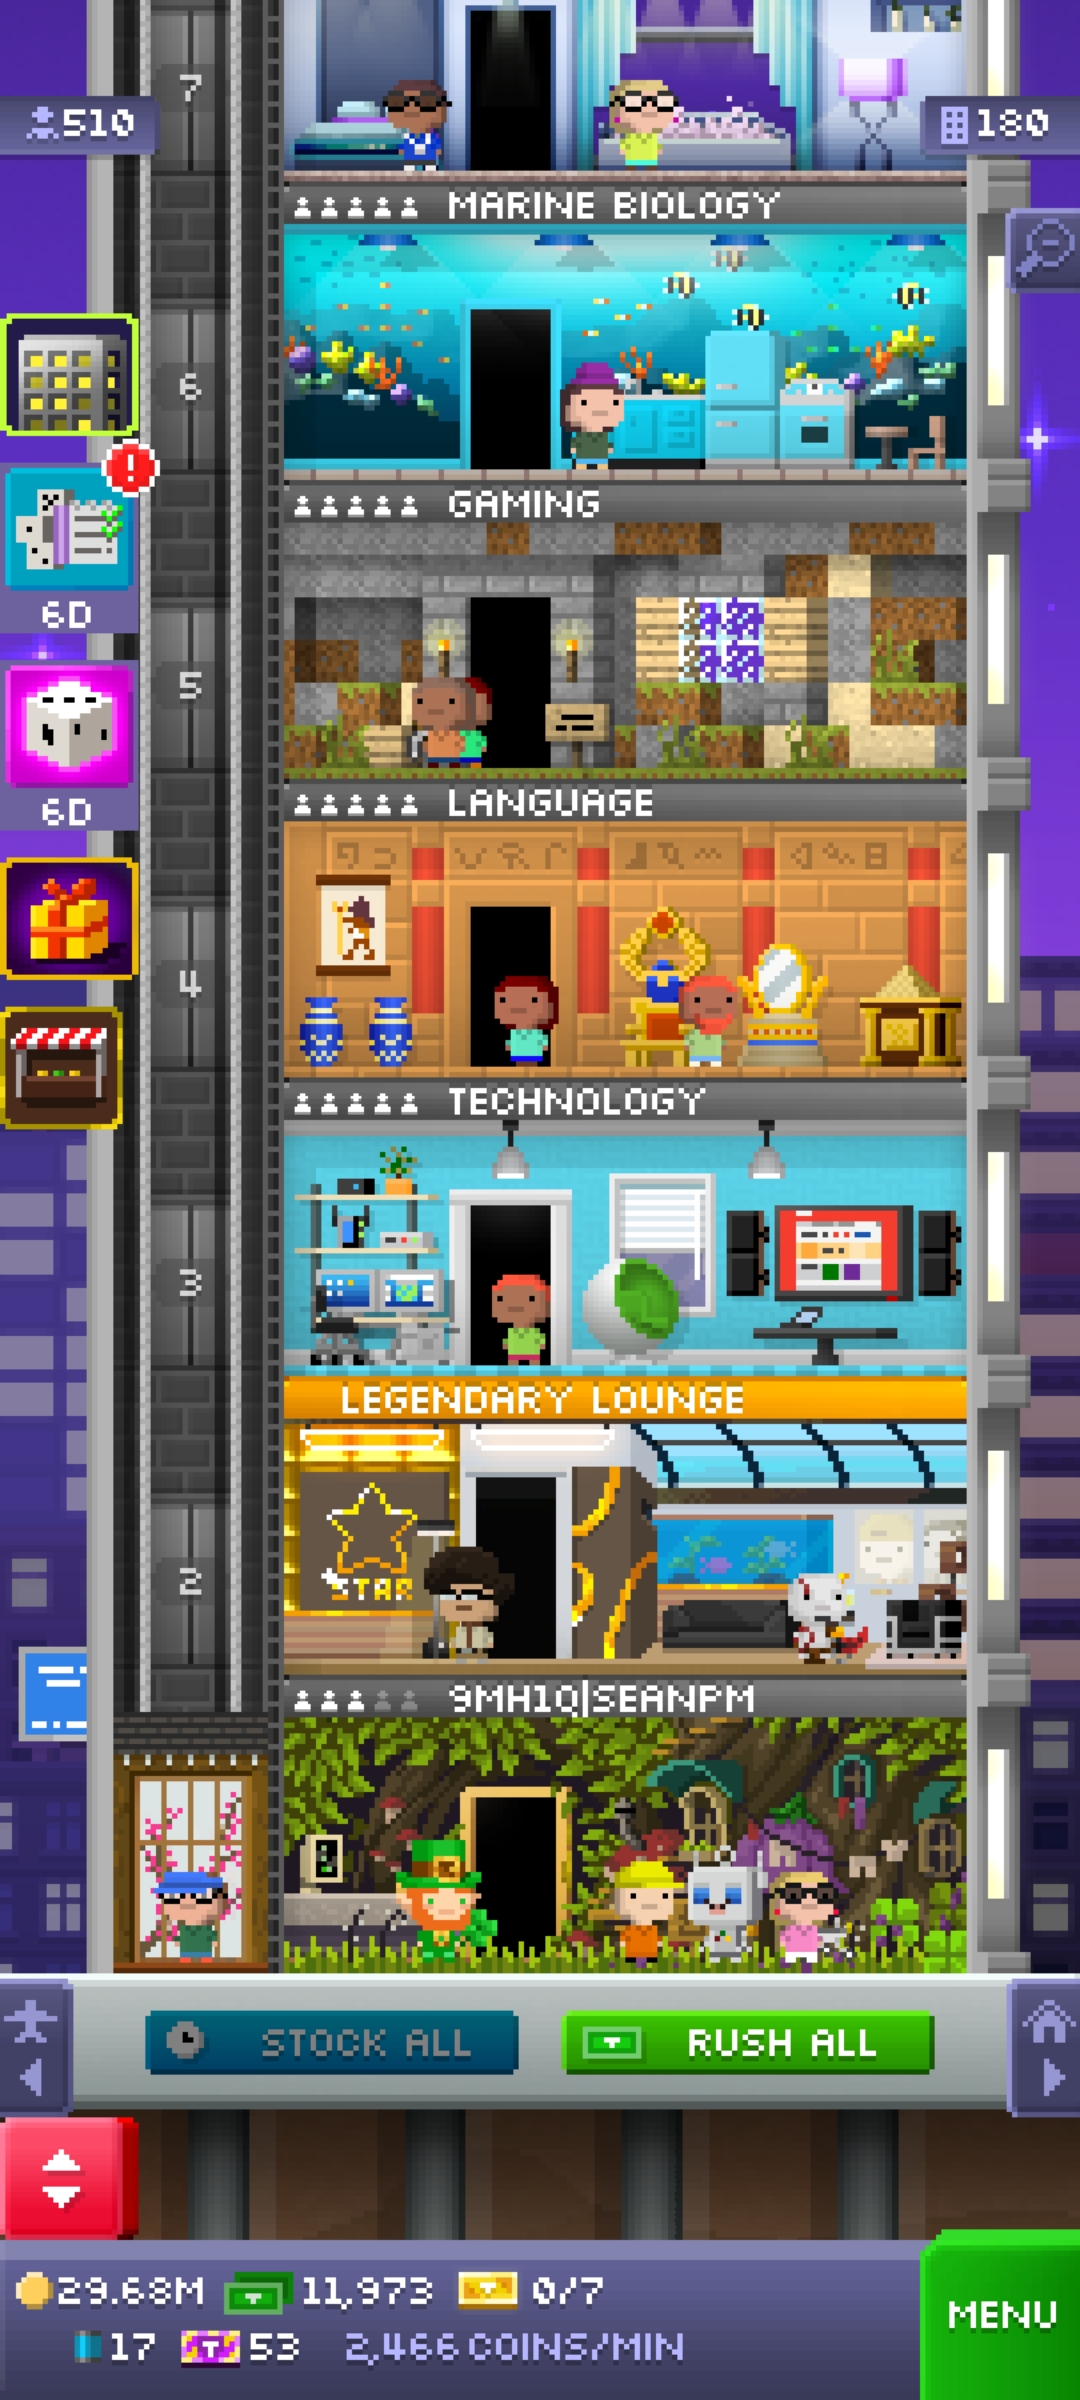 7
510
180
MARINE BIOLOGY
6
GAMING
6D
5
6D
LANGUAGE
4
TECHNOLOGY
3
LEGENDARY LOUNGE
STAR
2
9MH1Q|SEANPM
STOCK ALL
RUSH ALL
29.68M
11,973
0/7
MENU
17
53
2,466 COINS/MIN